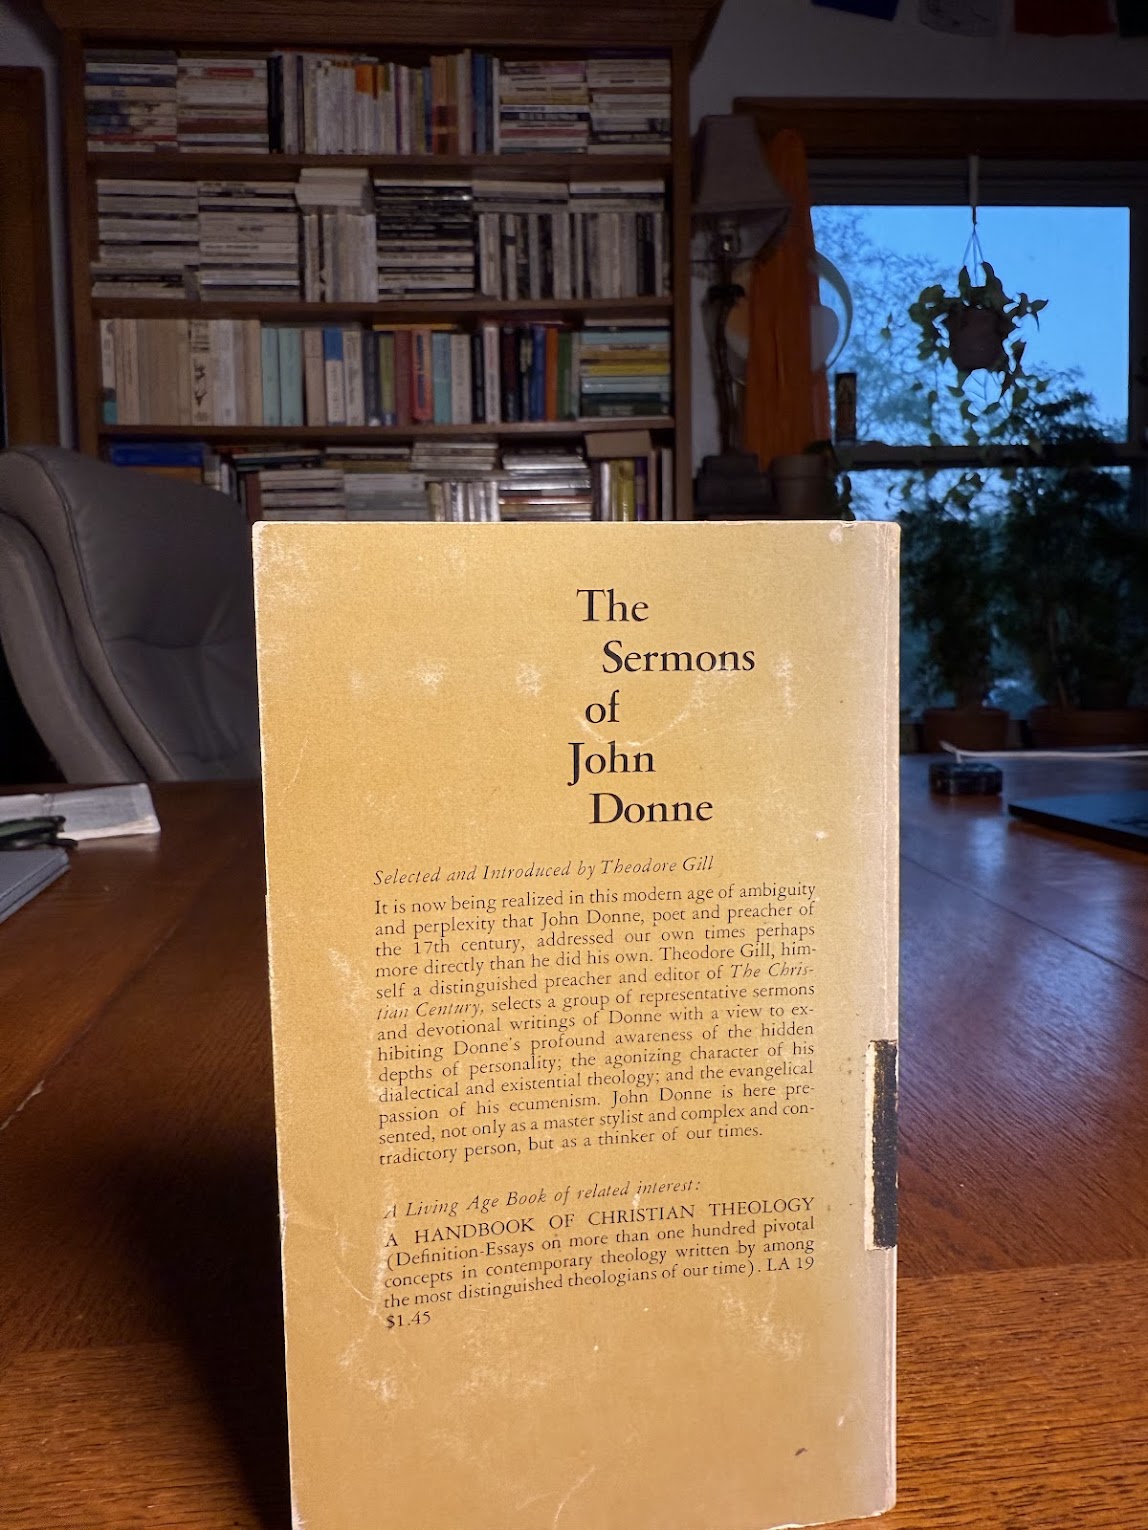 The
Sermons
of
John
Donne
Selected and Introduced by Theodore Gill
It is now being realized in this modern age of ambiguity
and perplexity that John Donne, poet and preacher of
the 17th century, addressed our own times perhaps
more directly than he did his own. Theodore Gill, him-
self a distinguished preacher and editor of The Chris-
tian Century, selects a group of representative sermons
and devotional writings of Donne with a view to ex-
hibiting Donne's profound awareness of the hidden
depths of personality; the agonizing character of his
dialectical and existential theology; and the evangelical
passion of his ecumenism. John Donne is here pre-
sented, not only as a master stylist and complex and con-
tradictory person, but as a thinker of our times.
A Living Age Book of related interest:
A HANDBOOK OF CHRISTIAN THEOLOGY
(Definition-Essays on more than one hundred pivotal
concepts in contemporary theology written by among
the most distinguished theologians of our time). LA 19
$1.45